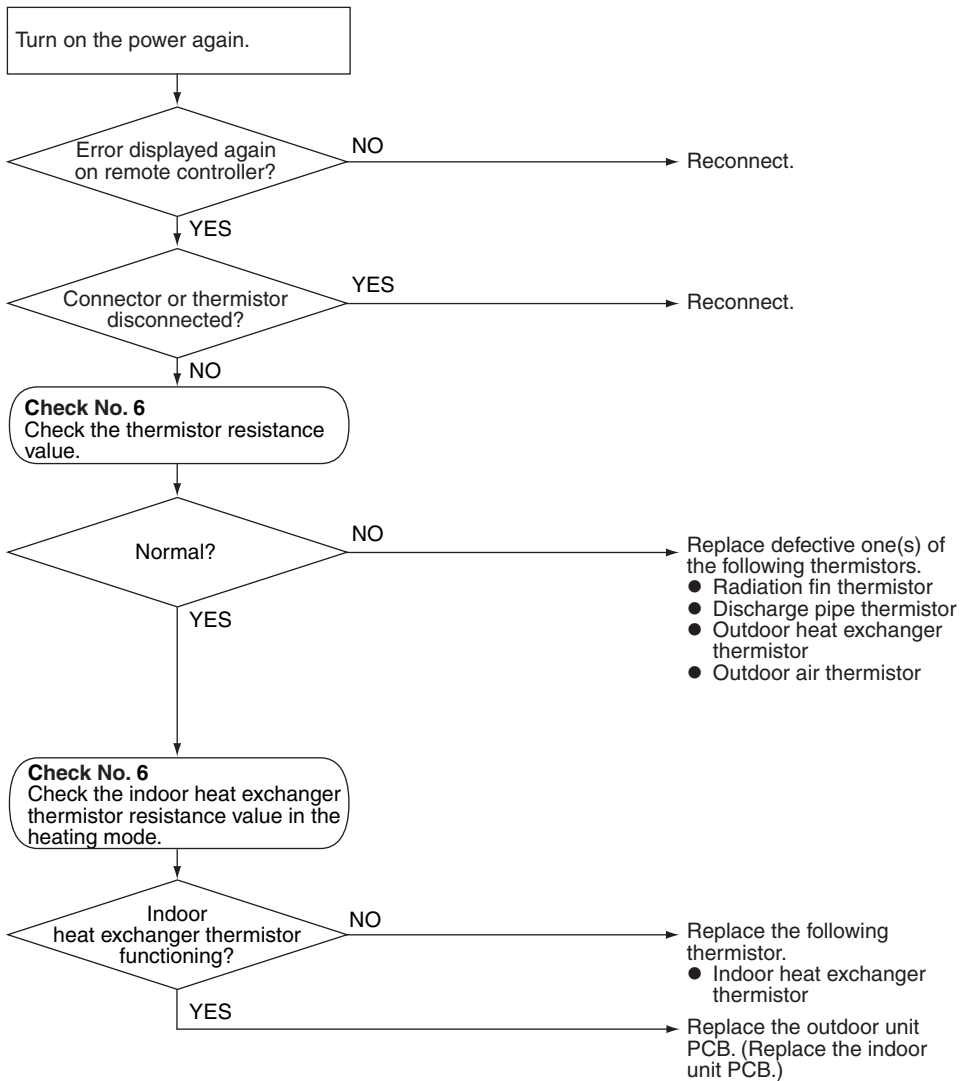 Turn on the power again.
Error displayed again
on remote controller?
NO
Reconnect.
YES
Connector or thermistor
disconnected?
YES
Reconnect.
NO
Check No. 6
Check the thermistor resistance
value.
Normal?
NO
Replace defective one(s) of
the following thermistors.
● Radiation fin thermistor
● Discharge pipe thermistor
● Outdoor heat exchanger
thermistor
● Outdoor air thermistor
YES
Check No. 6
Check the indoor heat exchanger
thermistor resistance value in the
heating mode.
Indoor
heat exchanger thermistor
functioning?
NO
Replace the following
thermistor.
● Indoor heat exchanger
thermistor
YES
Replace the outdoor unit
PCB. (Replace the indoor
unit PCB.)